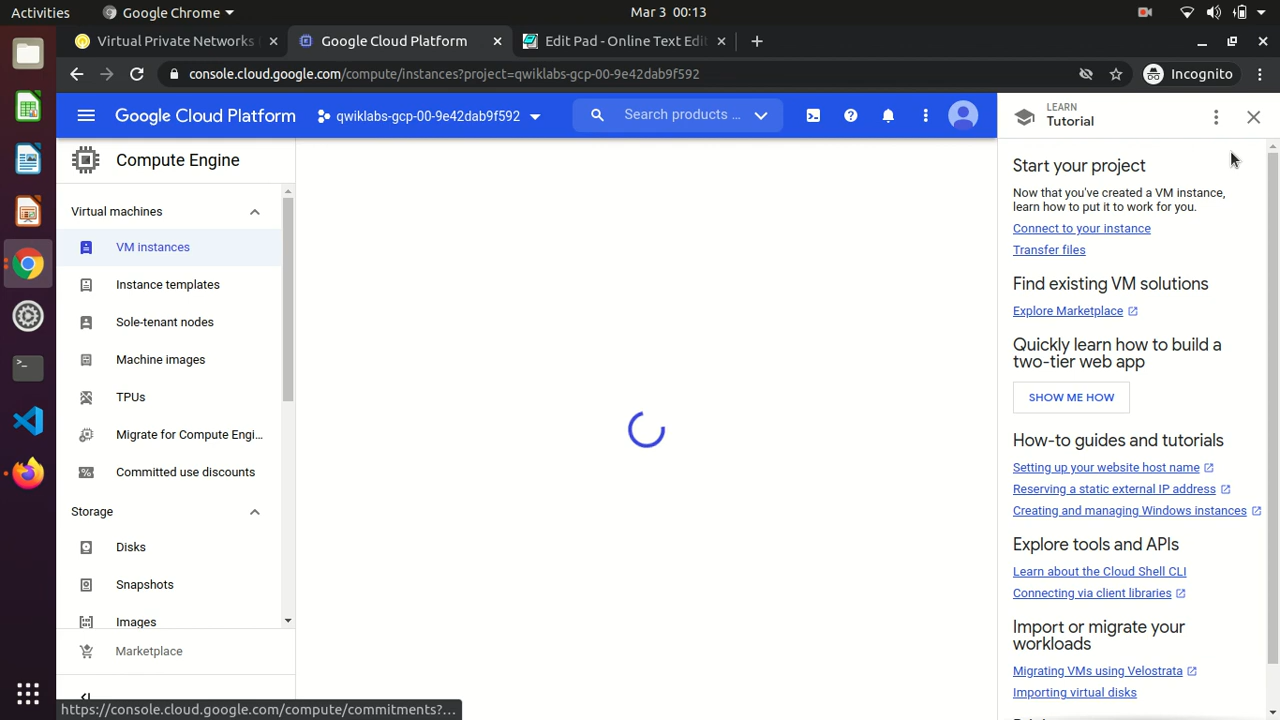 Activities
Google Chrome
Mar 3 00:13
Virtual Private Networks
Google Cloud Platform
Edit Pad - Online Text Edit
console.cloud.google.com/compute/instances?project=qwiklabs-gcp-00-9e42dab9f592
Incognito
Google Cloud Platform
qwiklabs-gcp-00-9e42dab9f592
Search products ...
LEARN
Tutorial
Compute Engine
Virtual machines
VM instances
Instance templates
Sole-tenant nodes
Machine images
TPUs
Migrate for Compute Engi...
Committed use discounts
Storage
Disks
Snapshots
Images
Marketplace
https://console.cloud.google.com/compute/commitments?...
Start your project
Now that you've created a VM instance,
learn how to put it to work for you.
Connect to your instance
Transfer files
Find existing VM solutions
Explore Marketplace
Quickly learn how to build a
two-tier web app
SHOW ME HOW
How-to guides and tutorials
Setting up your website host name
Reserving a static external IP address
Creating and managing Windows instances
Explore tools and APIs
Learn about the Cloud Shell CLI
Connecting via client libraries
Import or migrate your
workloads
Migrating VMs using Velostrata
Importing virtual disks